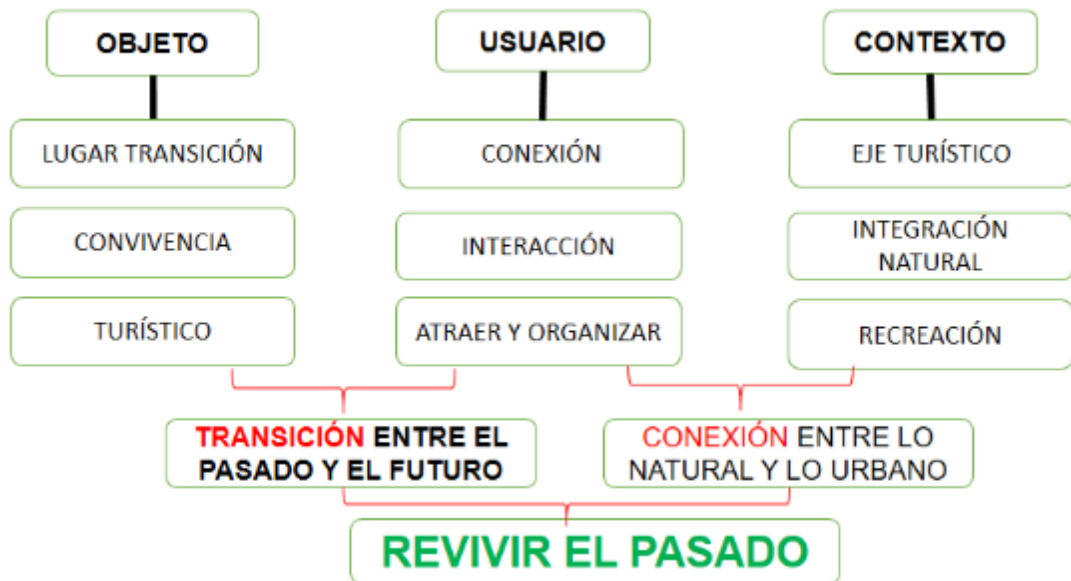 OBJETO
USUARIO
CONTEXTO
LUGAR TRANSICIÓN
CONEXIÓN
EJE TURÍSTICO
CONVIVENCIA
INTERACCIÓN
INTEGRACIÓN
NATURAL
TURÍSTICO
ATRAER Y ORGANIZAR
RECREACIÓN
TRANSICIÓN ENTRE EL
PASADO Y EL FUTURO
CONEXIÓN ENTRE LO
NATURAL Y LO URBANO
REVIVIR EL PASADO